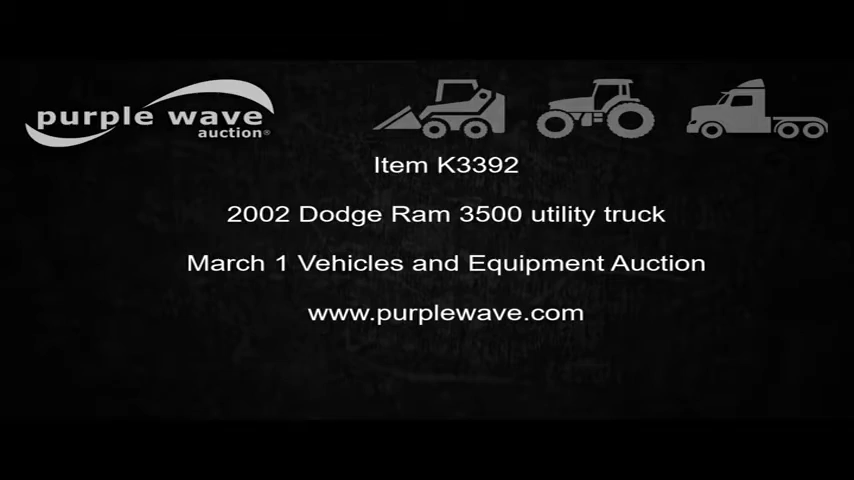 purple wave
auction®
Item K3392
2002 Dodge Ram 3500 utility truck
March 1 Vehicles and Equipment Auction
www.purplewave.com